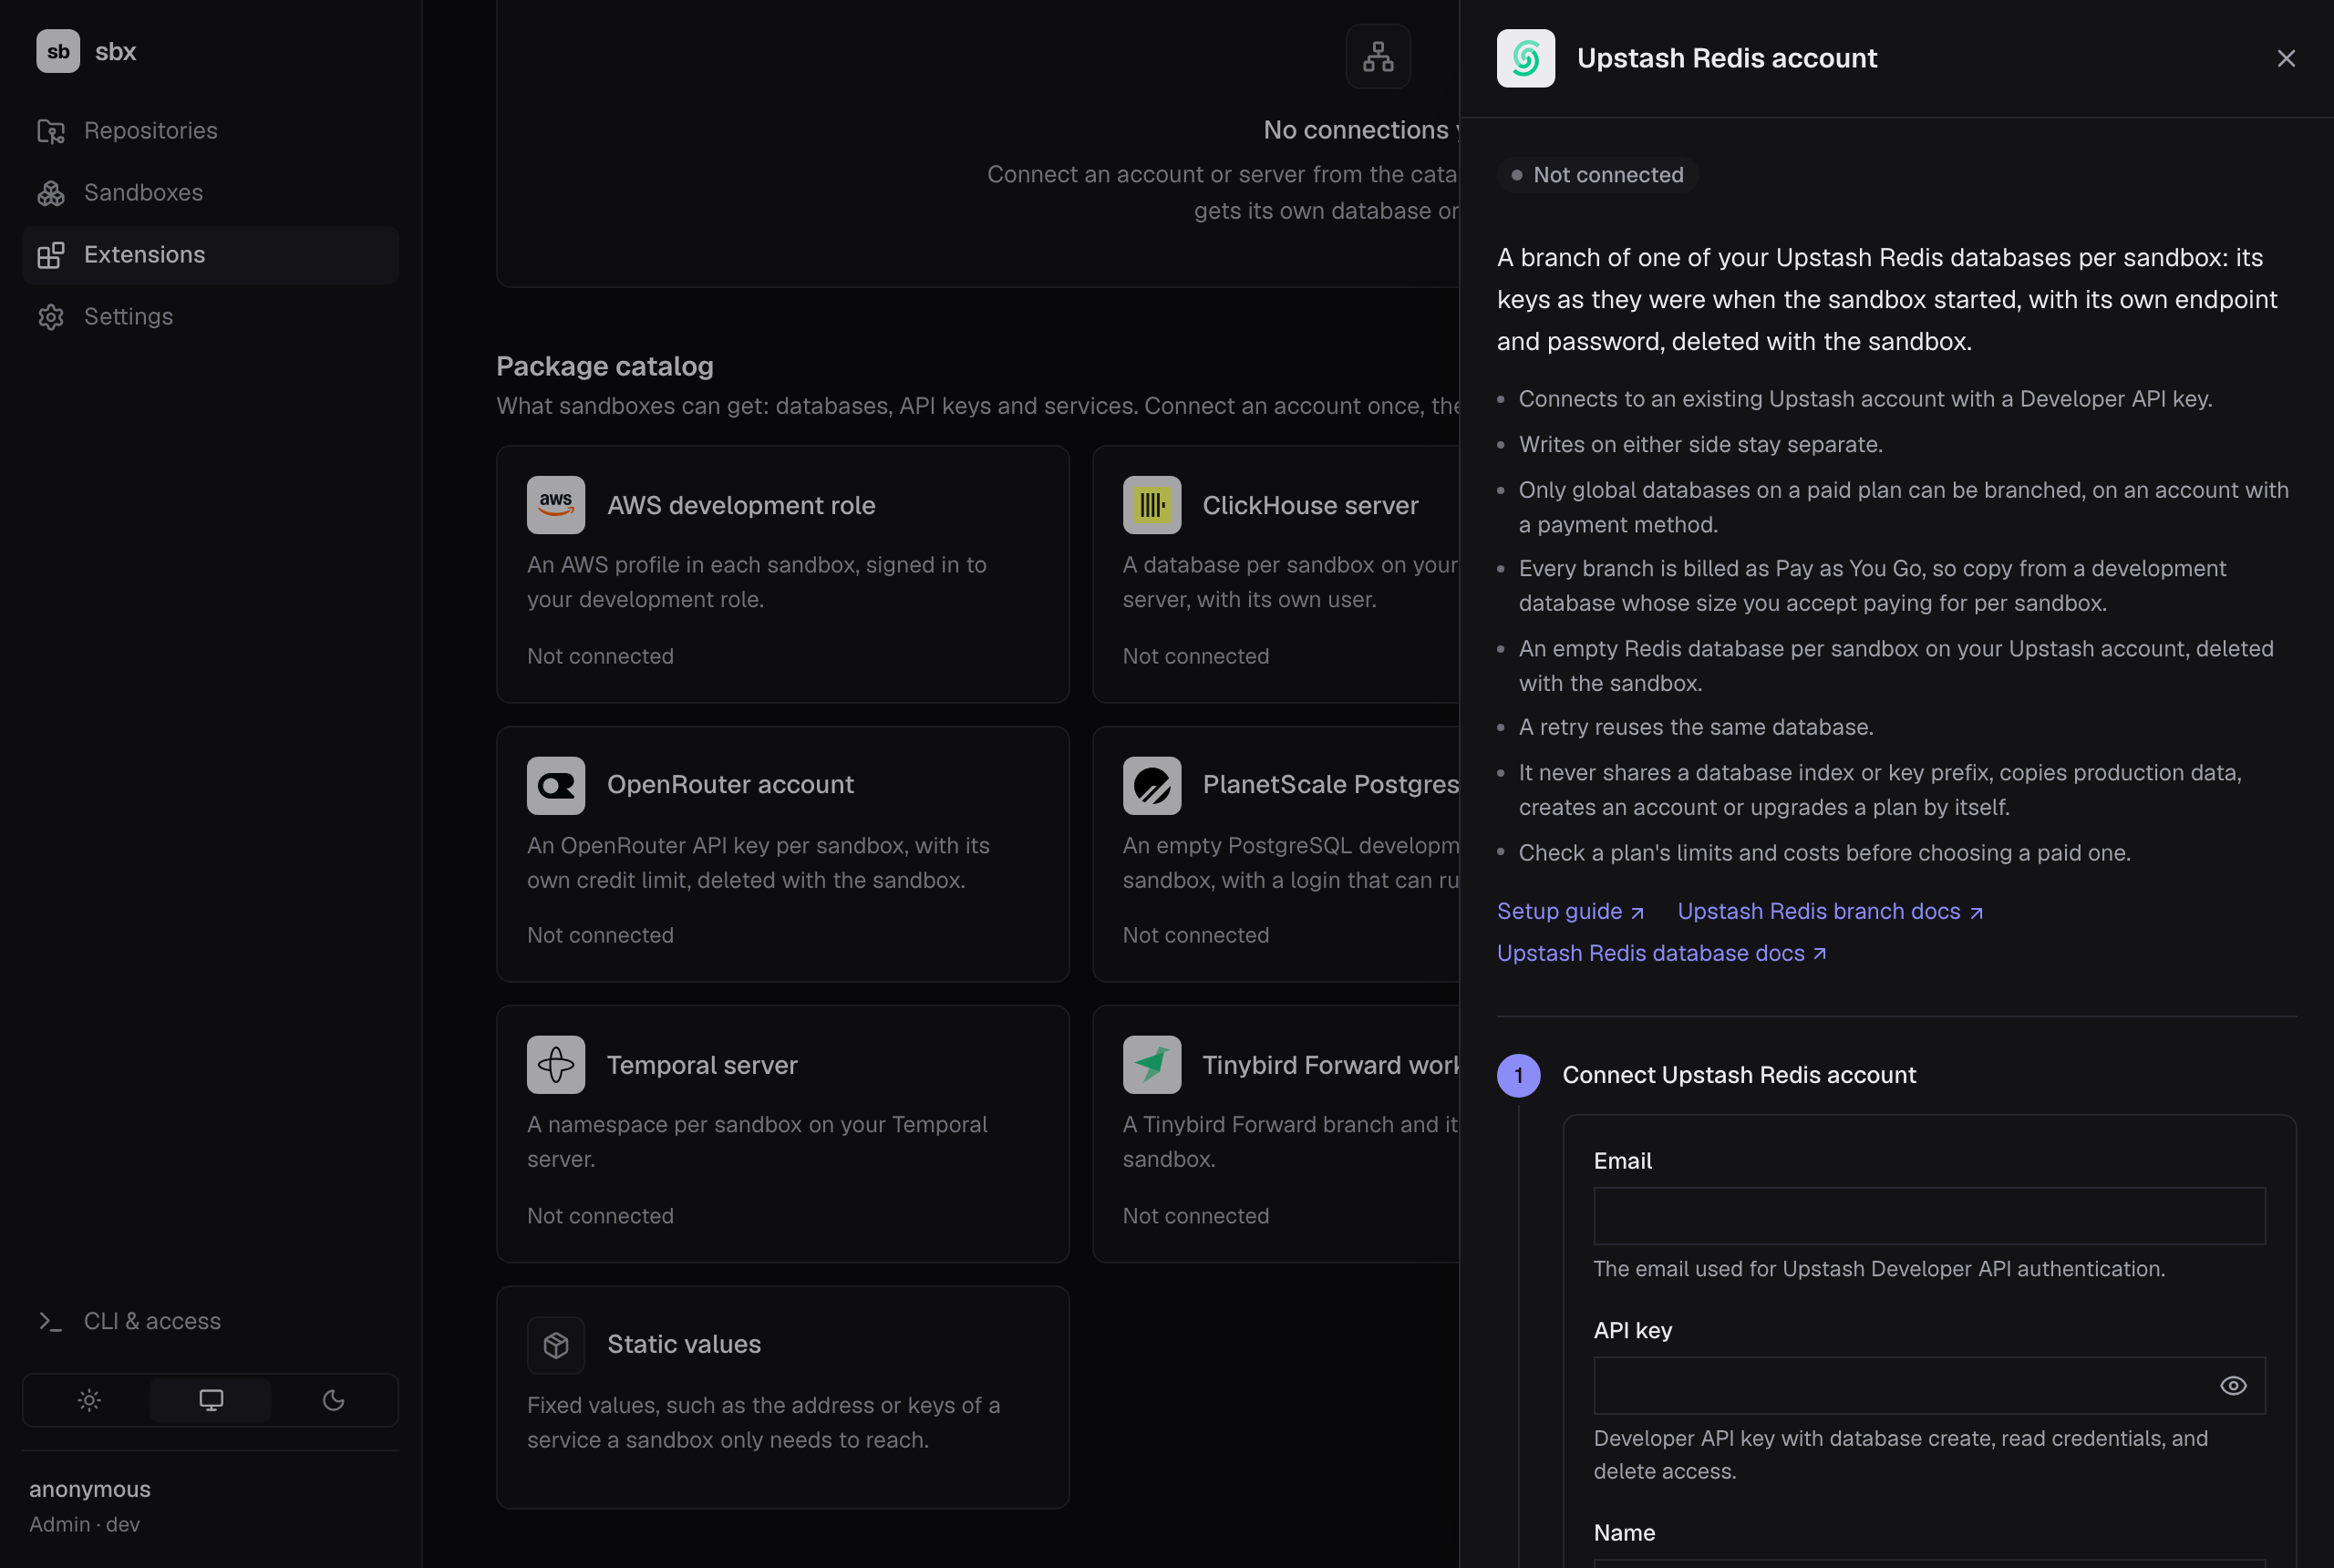 sb
sbx
Repositories
Sandboxes
Extensions
Settings
CLI & access
anonymous
Admin · dev
No connections
Connect an account or server from the
gets its own database or
Package catalog
What sandboxes can get: databases, API keys and services. Connect an account once,
aws
AWS development role
An AWS profile in each sandbox, signed in to
your development role.
Not connected
ClickHouse server
A database per sandbox on your
server, with its own user.
Not connected
OpenRouter account
An OpenRouter API key per sandbox, with its
own credit limit, deleted with the sandbox.
Not connected
PlanetScale Postgres
An empty PostgreSQL
sandbox, with a login that can
Not connected
Temporal server
A namespace per sandbox on your Temporal
server.
Not connected
Tinybird Forward
A Tinybird Forward branch and
sandbox.
Not connected
Static values
Fixed values, such as the address or keys of a
service a sandbox only needs to reach.
Upstash Redis account
Not connected
A branch of one of your Upstash Redis databases per sandbox: its
keys as they were when the sandbox started, with its own endpoint
and password, deleted with the sandbox.
• Connects to an existing Upstash account with a Developer API key.
• Writes on either side stay separate.
• Only global databases on a paid plan can be branched, on an account with
a payment method.
• Every branch is billed as Pay as You Go, so copy from a development
database whose size you accept paying for per sandbox.
• An empty Redis database per sandbox on your Upstash account, deleted
with the sandbox.
• A retry reuses the same database.
• It never shares a database index or key prefix, copies production data,
creates an account or upgrades a plan by itself.
• Check a plan's limits and costs before choosing a paid one.
Setup guide ↗ Upstash Redis branch docs ↗
Upstash Redis database docs ↗
1 Connect Upstash Redis account
Email
The email used for Upstash Developer API authentication.
API key
Developer API key with database create, read credentials, and
delete access.
Name